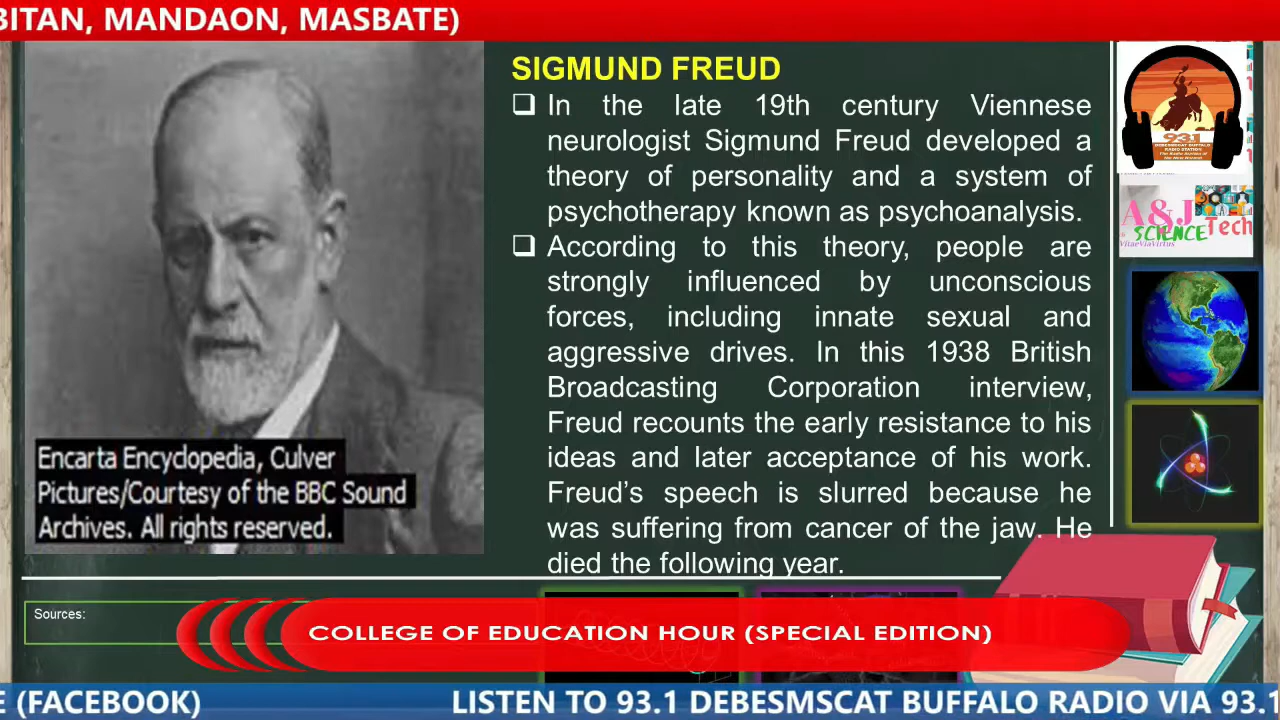 BITAN, MANDAON, MASBATE)
SIGMUND FREUD
In the late 19th century Viennese
neurologist Sigmund Freud developed a
theory of personality and a system of
psychotherapy known as psychoanalysis.
According to this theory, people are
strongly influenced by unconscious
forces, including innate sexual and
aggressive drives. In this 1938 British
Broadcasting Corporation interview,
Freud recounts the early resistance to his
ideas and later acceptance of his work.
Freud's speech is slurred because he
was suffering from cancer of the jaw. He
died the following year.
Encarta Encyclopedia, Culver
Pictures/Courtesy of the BBC Sound
Archives. All rights reserved.
93.1
DEBESMSCAT BUFFALO
RADIO STATION
A&J
SCIENCE Tech
VitaeViaVirtus
Sources:
COLLEGE OF EDUCATION HOUR (SPECIAL EDITION)
E (FACEBOOK) LISTEN TO 93.1 DEBESMSCAT BUFFALO RADIO VIA 93.1